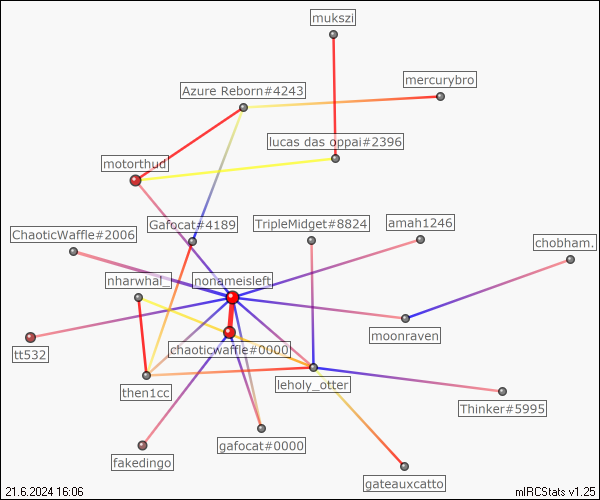 mukszi
mercurybro
Azure Reborn#4243
lucas das oppai#2396
motorthud
Gafocat#4189
TripleMidget#8824
amah1246
ChaoticWaffle#2006
chobham.
nharwhal_
nonameisleft
moonraven
tt532
chaoticwaffle#0000
then1cc
leholy_otter
Thinker#5995
gafocat#0000
fakedingo
gateauxcatto
21.6.2024 16:06
mIRCStats v1.25